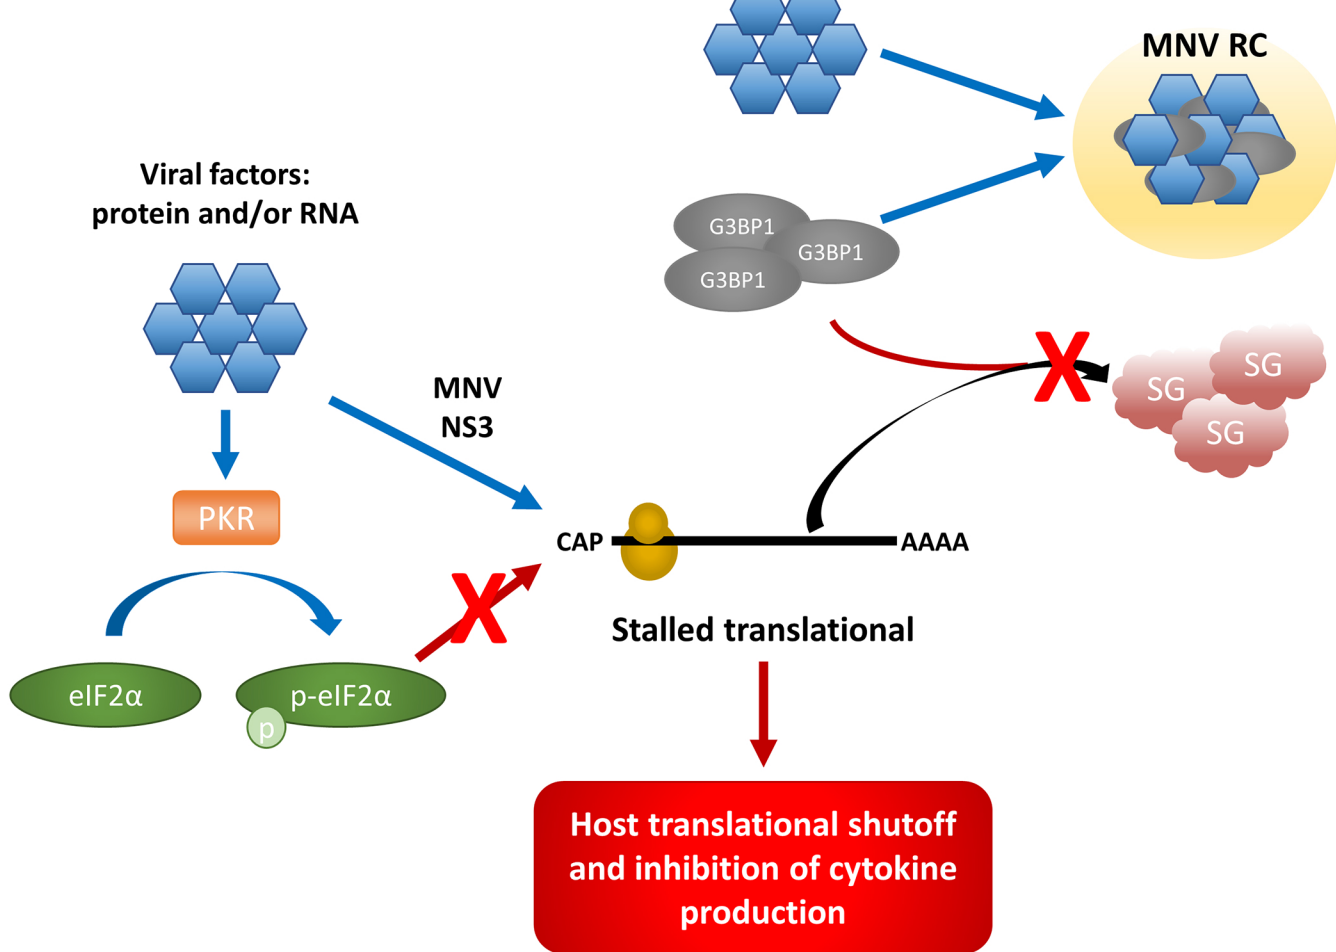 MNV RC
Viral factors:
protein and/or RNA
G3BP1
G3BP1
G3BP1
MNV
NS3
SG
SG
SG
PKR
CAP
AAAA
Stalled translational
eIF2α
p-eIF2α
p
Host translational shutoff
and inhibition of cytokine
production